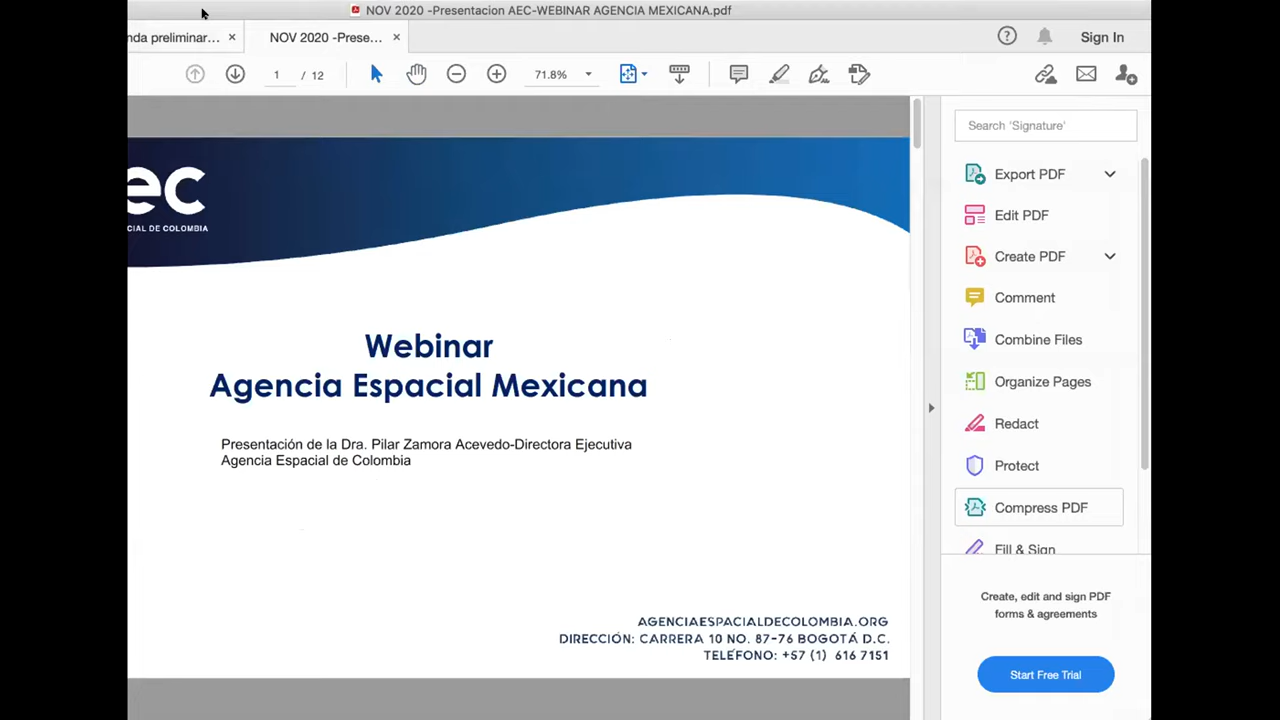 NOV 2020 -Presentacion AEC-WEBINAR AGENCIA MEXICANA.pdf
nda preliminar... ×
NOV 2020 -Prese... ×
Sign In
1 / 12
71.8%
Search 'Signature'
ec
CIAL DE COLOMBIA
Webinar
Agencia Espacial Mexicana
Presentación de la Dra. Pilar Zamora Acevedo-Directora Ejecutiva
Agencia Espacial de Colombia
AGENCIAESPACIALDECOLOMBIA.ORG
DIRECCIÓN: CARRERA 10 NO. 87-76 BOGOTÁ D.C.
TELÉFONO: +57 (1) 616 7151
Export PDF
Edit PDF
Create PDF
Comment
Combine Files
Organize Pages
Redact
Protect
Compress PDF
Fill & Sign
Create, edit and sign PDF
forms & agreements
Start Free Trial